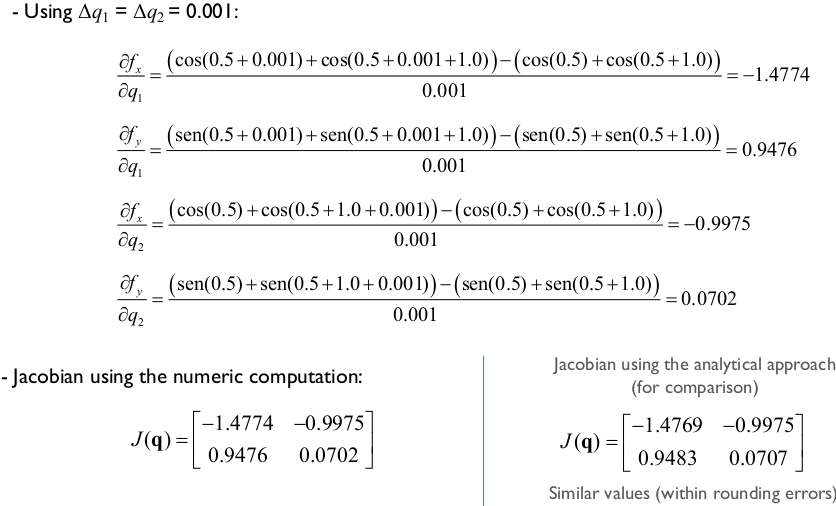 - Using Δq₁ = Δq₂ = 0.001:
∂fₓ/∂q₁ = ((cos(0.5+0.001)+cos(0.5+0.001+1.0))−(cos(0.5)+cos(0.5+1.0)))/0.001 = −1.4774
∂f_y/∂q₁ = ((sen(0.5+0.001)+sen(0.5+0.001+1.0))−(sen(0.5)+sen(0.5+1.0)))/0.001 = 0.9476
∂fₓ/∂q₂ = ((cos(0.5)+cos(0.5+1.0+0.001))−(cos(0.5)+cos(0.5+1.0)))/0.001 = −0.9975
∂f_y/∂q₂ = ((sen(0.5)+sen(0.5+1.0+0.001))−(sen(0.5)+sen(0.5+1.0)))/0.001 = 0.0702
- Jacobian using the numeric computation:
J(q) = [−1.4774 −0.9975
0.9476 0.0702]
Jacobian using the analytical approach
(for comparison)
J(q) = [−1.4769 −0.9975
0.9483 0.0707]
Similar values (within rounding errors)